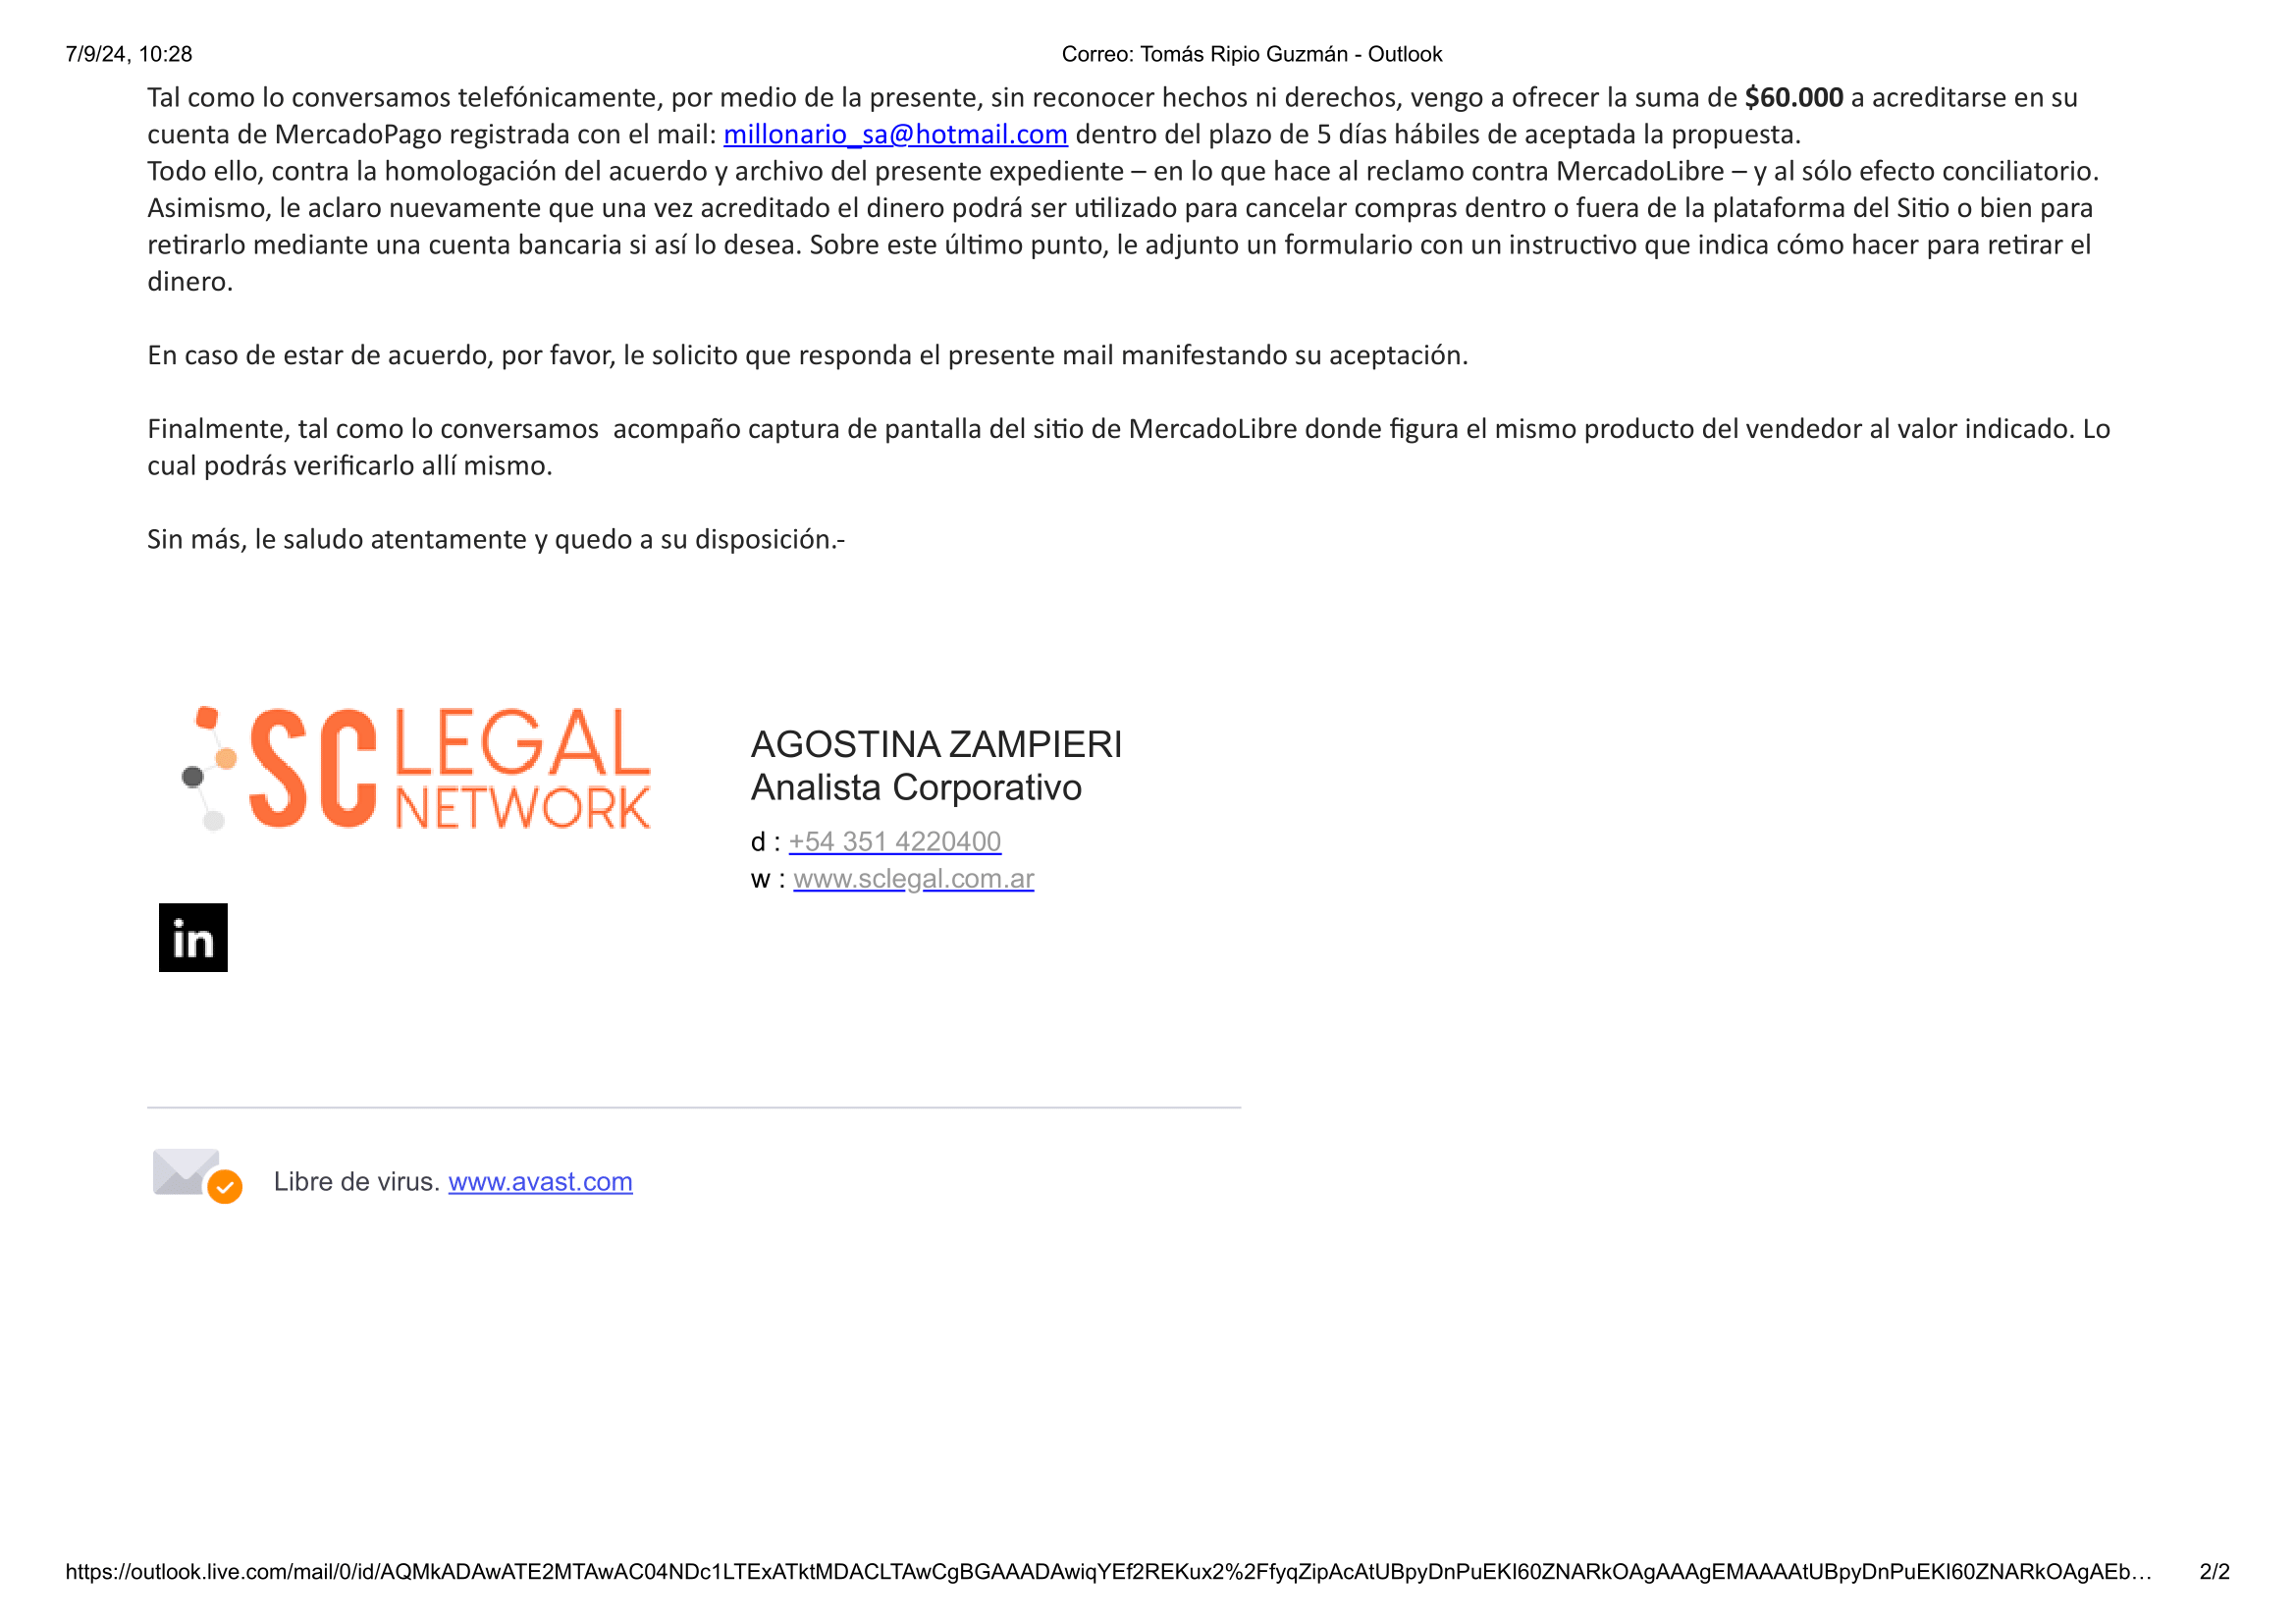 7/9/24, 10:28
Correo: Tomás Ripio Guzmán - Outlook
Tal como lo conversamos telefónicamente, por medio de la presente, sin reconocer hechos ni derechos, vengo a ofrecer la suma de $60.000 a acreditarse en su
cuenta de MercadoPago registrada con el mail: millonario_sa@hotmail.com dentro del plazo de 5 días hábiles de aceptada la propuesta.
Todo ello, contra la homologación del acuerdo y archivo del presente expediente – en lo que hace al reclamo contra MercadoLibre – y al sólo efecto conciliatorio.
Asimismo, le aclaro nuevamente que una vez acreditado el dinero podrá ser utilizado para cancelar compras dentro o fuera de la plataforma del Sitio o bien para
retirarlo mediante una cuenta bancaria si así lo desea. Sobre este último punto, le adjunto un formulario con un instructivo que indica cómo hacer para retirar el
dinero.
En caso de estar de acuerdo, por favor, le solicito que responda el presente mail manifestando su aceptación.
Finalmente, tal como lo conversamos  acompaño captura de pantalla del sitio de MercadoLibre donde figura el mismo producto del vendedor al valor indicado. Lo
cual podrás verificarlo allí mismo.
Sin más, le saludo atentamente y quedo a su disposición.-
SC LEGAL
NETWORK
AGOSTINA ZAMPIERI
Analista Corporativo
d : +54 351 4220400
w : www.sclegal.com.ar
in
Libre de virus. www.avast.com
https://outlook.live.com/mail/0/id/AQMkADAwATE2MTAwAC04NDc1LTExATktMDACLTAwCgBGAAADAwiqYEf2REKux2%2FfyqZipAcAtUBpyDnPuEKI60ZNARkOAgAAAgEMAAAAtUBpyDnPuEKI60ZNARkOAgAEb…
2/2